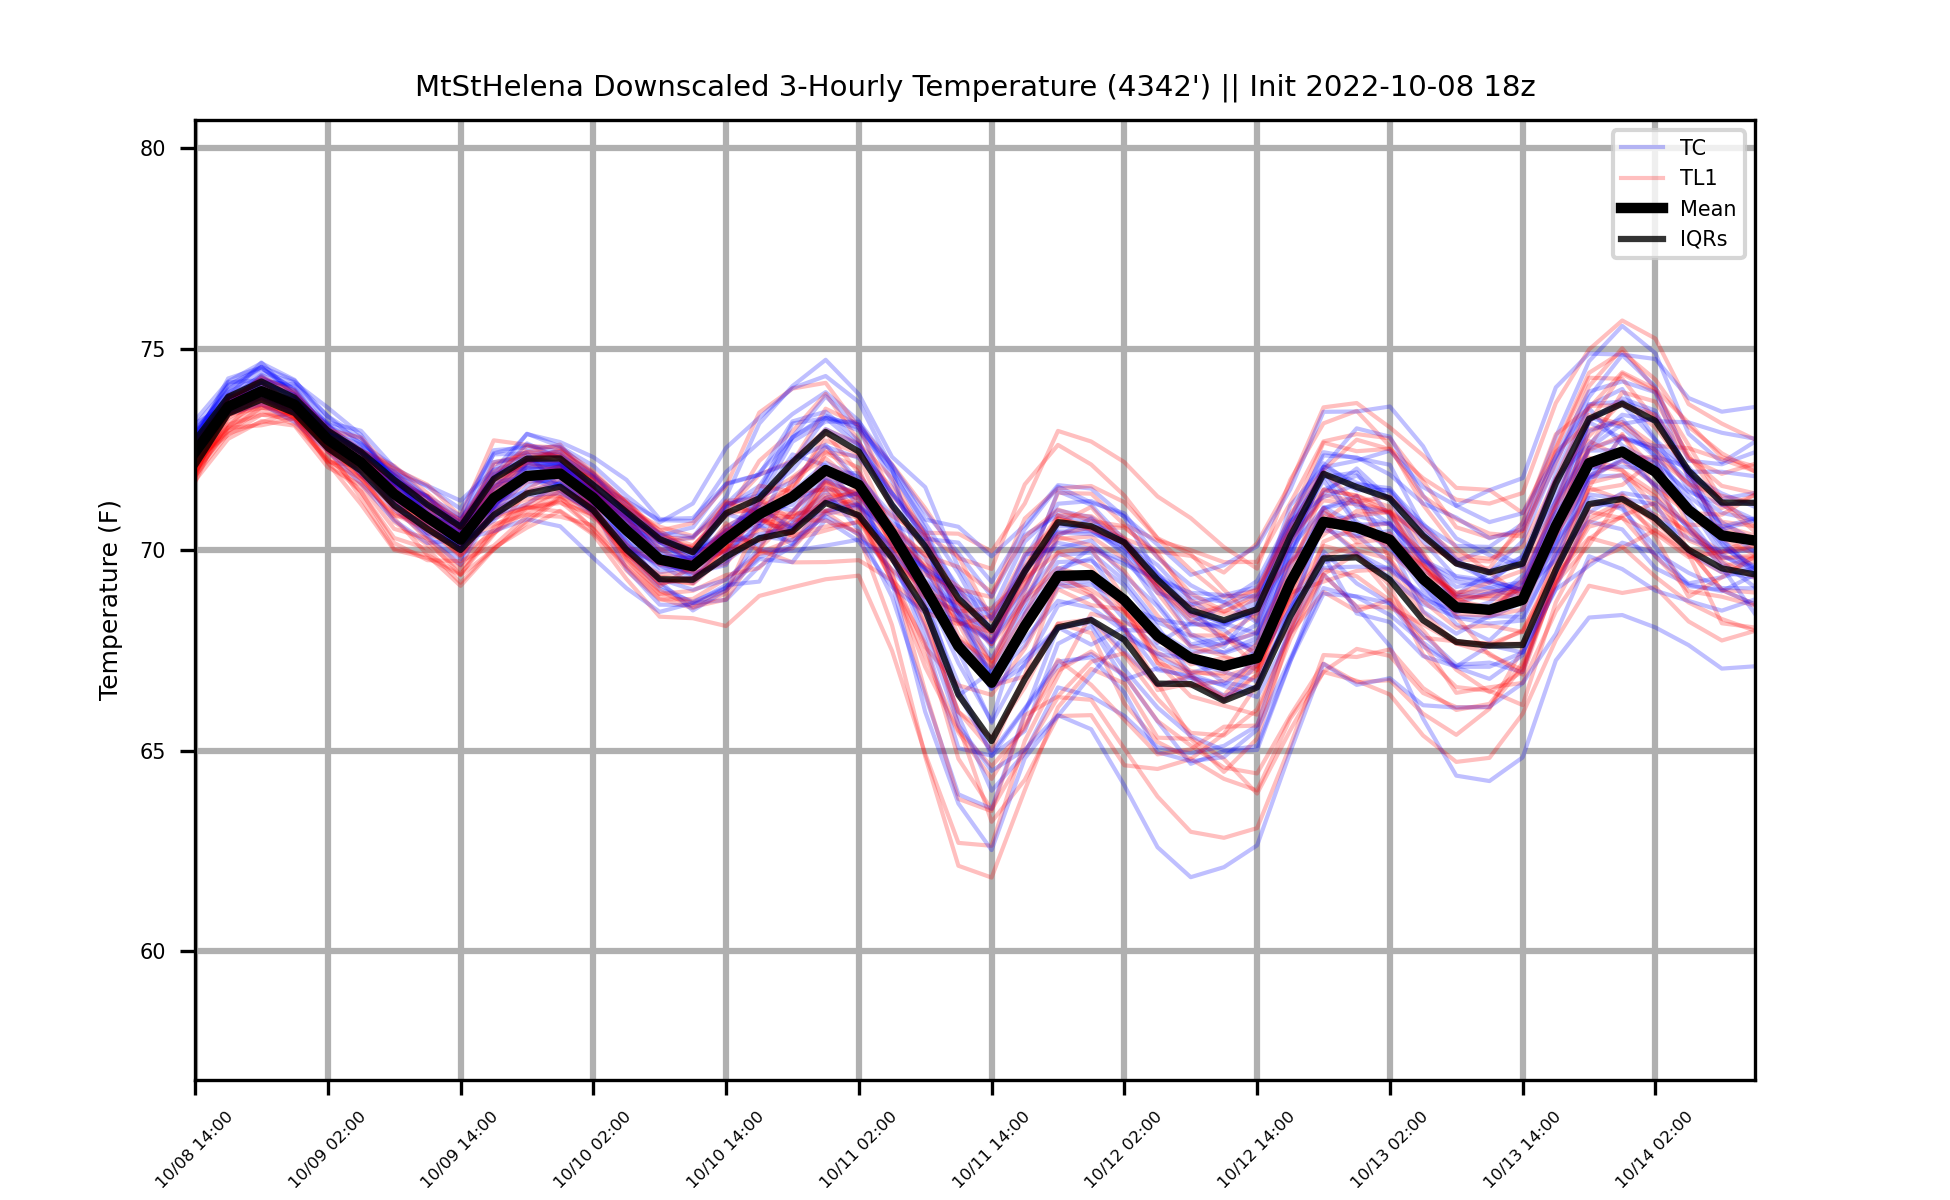 MtStHelena Downscaled 3-Hourly Temperature (4342') || Init 2022-10-08 18z
TC
TL1
Mean
IQRs
Temperature (F)
80
75
70
65
60
10/08 14:00
10/09 02:00
10/09 14:00
10/10 02:00
10/10 14:00
10/11 02:00
10/11 14:00
10/12 02:00
10/12 14:00
10/13 02:00
10/13 14:00
10/14 02:00